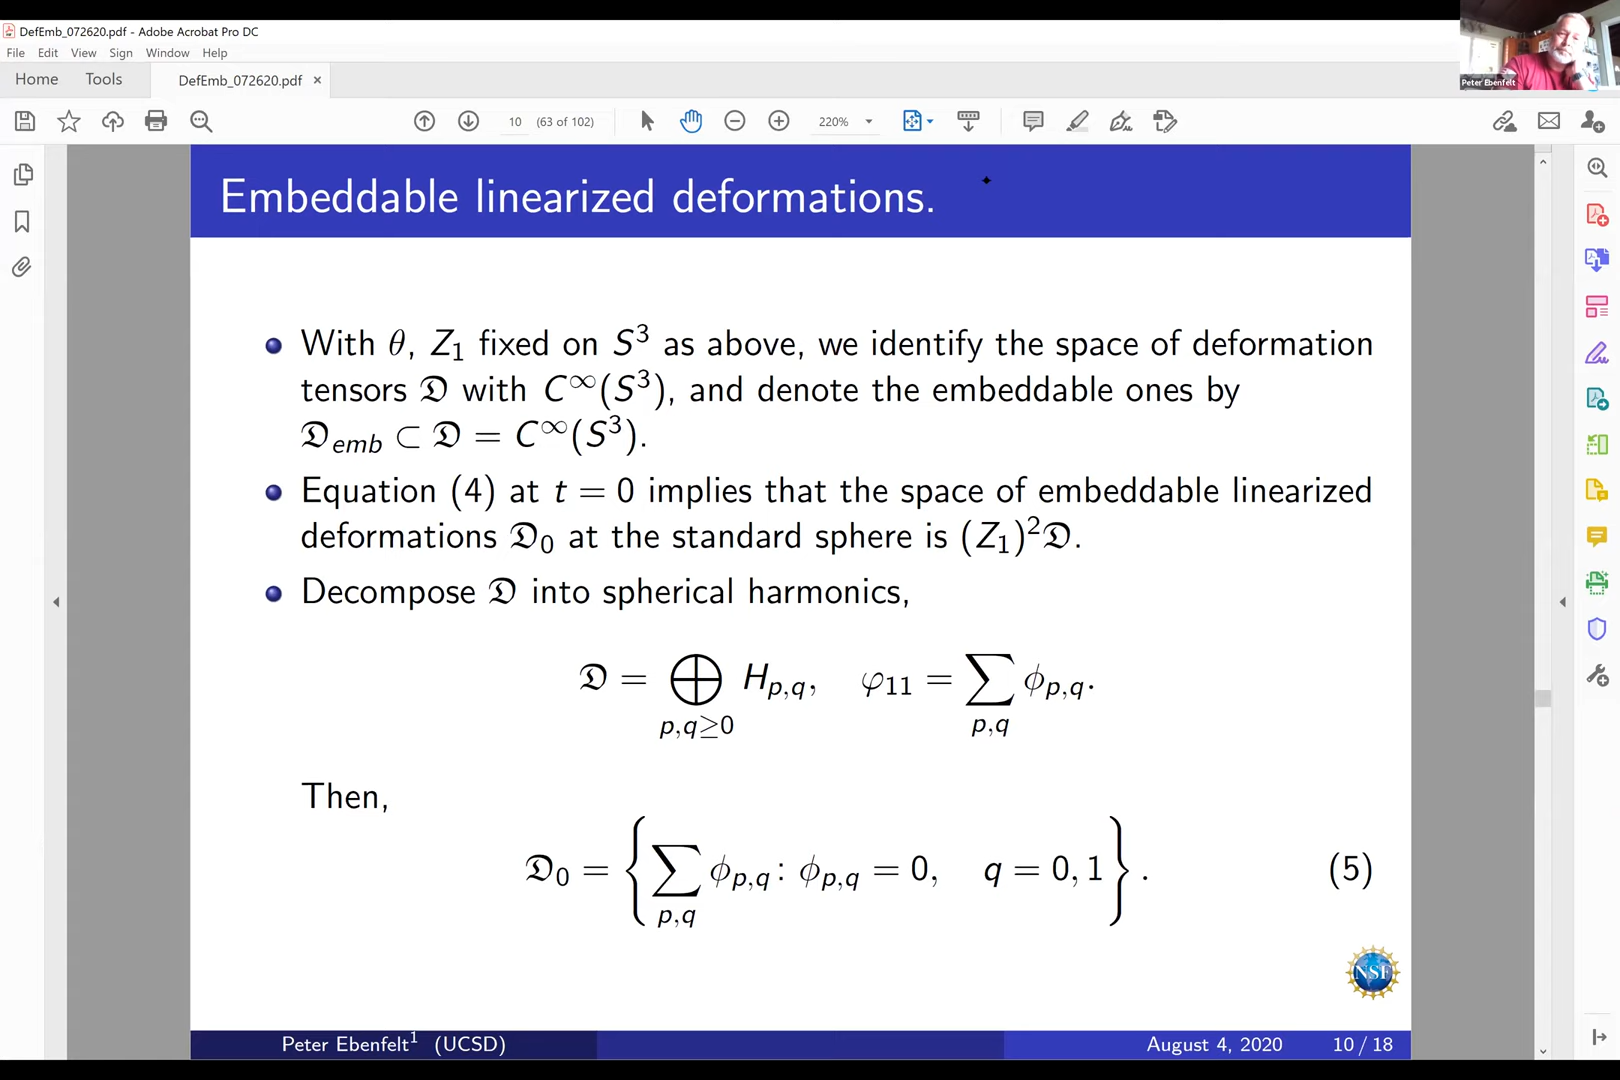 DefEmb_072620.pdf - Adobe Acrobat Pro DC
File Edit View Sign Window Help
Home Tools DefEmb_072620.pdf ×
10 (63 of 102) 220%
Peter Ebenfelt
Embeddable linearized deformations.
With θ, Z₁ fixed on S³ as above, we identify the space of deformation
tensors 𝔇 with C^∞(S³), and denote the embeddable ones by
𝔇_emb ⊂ 𝔇 = C^∞(S³).
Equation (4) at t = 0 implies that the space of embeddable linearized
deformations 𝔇₀ at the standard sphere is (Z₁)²𝔇.
Decompose 𝔇 into spherical harmonics,
𝔇 = ⊕_{p,q≥0} H_{p,q}, φ₁₁ = ∑_{p,q} ϕ_{p,q}.
Then,
𝔇₀ = { ∑_{p,q} ϕ_{p,q} : ϕ_{p,q} = 0, q = 0, 1 } . (5)
NSF
Peter Ebenfelt¹ (UCSD) August 4, 2020 10 / 18